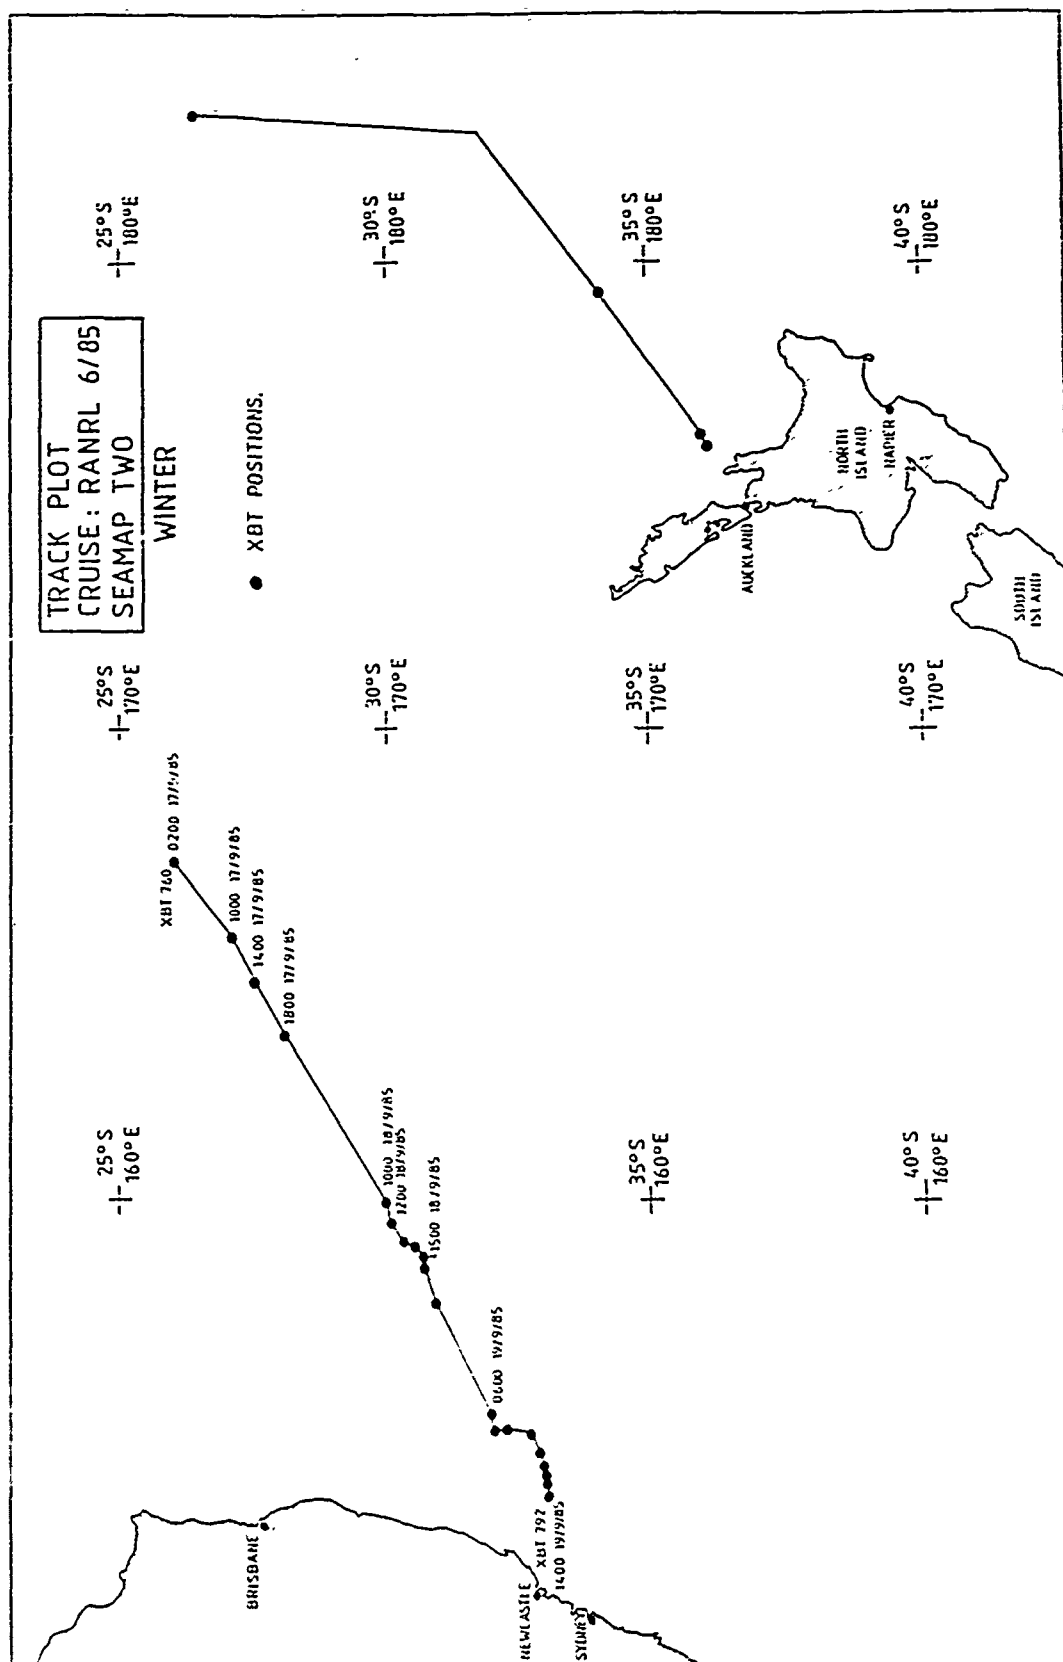 TRACK PLOT
CRUISE: RANRL 6/85
SEAMAP TWO
WINTER
● XBT POSITIONS.
25°S
160°E
25°S
170°E
25°S
180°E
30°S
170°E
30°S
180°E
35°S
160°E
35°S
170°E
35°S
180°E
40°S
160°E
40°S
170°E
40°S
180°E
XBT 760
0200 17/9/85
1000 17/9/85
1400 17/9/85
1800 17/9/85
1000 18/9/85
1200 18/9/85
1500 18/9/85
0600 19/9/85
XBT 792
1400 19/9/85
BRISBANE
NEWCASTLE
SYDNEY
AUCKLAND
NORTH
ISLAND
NAPIER
SOUTH
ISLAND